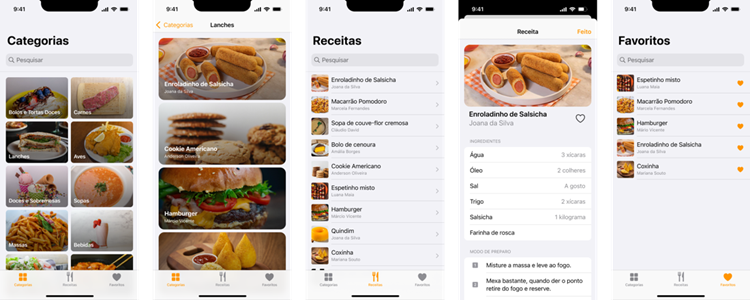 9:41
Categorias
Pesquisar
Bolos e Tortas Doces
Carnes
Lanches
Aves
Doces e Sobremesas
Sopas
Massas
Bebidas
Categorias
Receitas
Favoritos
9:41
Categorias
Lanches
Enroladinho de Salsicha
Joana da Silva
Cookie Americano
Anderson Oliveira
Hamburger
Márcio Vicente
Categorias
Receitas
Favoritos
9:41
Receitas
Pesquisar
Enroladinho de Salsicha
Joana da Silva
Macarrão Pomodoro
Marcela Fernandes
Sopa de couve-flor cremosa
Cláudio David
Bolo de cenoura
Amália Borges
Cookie Americano
Anderson Oliveira
Espetinho misto
Luana Maia
Hamburger
Márcio Vicente
Quindim
Joana da Silva
Coxinha
Mariana Souto
Categorias
Receitas
Favoritos
9:41
Receita
Feito
Enroladinho de Salsicha
Joana da Silva
INGREDIENTES
Água 3 xícaras
Óleo 2 colheres
Sal A gosto
Trigo 2 xícaras
Salsicha 1 kilograma
Farinha de rosca
MODO DE PREPARO
Misture a massa e leve ao fogo.
Mexa bastante, quando der o ponto
retire do fogo e reserve.
9:41
Favoritos
Pesquisar
Espetinho misto
Luana Maia
Macarrão Pomodoro
Marcela Fernandes
Hamburger
Márcio Vicente
Enroladinho de Salsicha
Joana da Silva
Coxinha
Mariana Souto
Categorias
Receitas
Favoritos